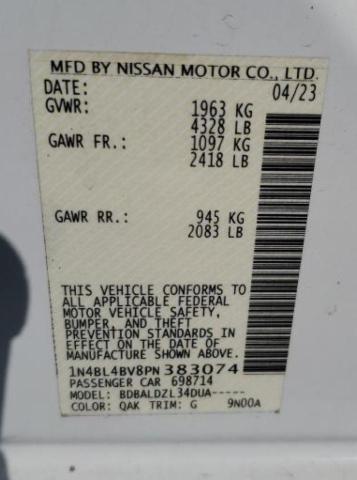 MFD BY NISSAN MOTOR CO., LTD.
DATE: 04/23
GVWR: 1963 KG
4328 LB
GAWR FR.: 1097 KG
2418 LB
GAWR RR.: 945 KG
2083 LB
THIS VEHICLE CONFORMS TO
ALL APPLICABLE FEDERAL
MOTOR VEHICLE SAFETY,
BUMPER, AND THEFT
PREVENTION STANDARDS IN
EFFECT ON THE DATE OF
MANUFACTURE SHOWN ABOVE.
1N4BL4BV8PN383074
PASSENGER CAR 698714
MODEL: BDBALDZL34DUA-----
COLOR: QAK TRIM: G 9N00A